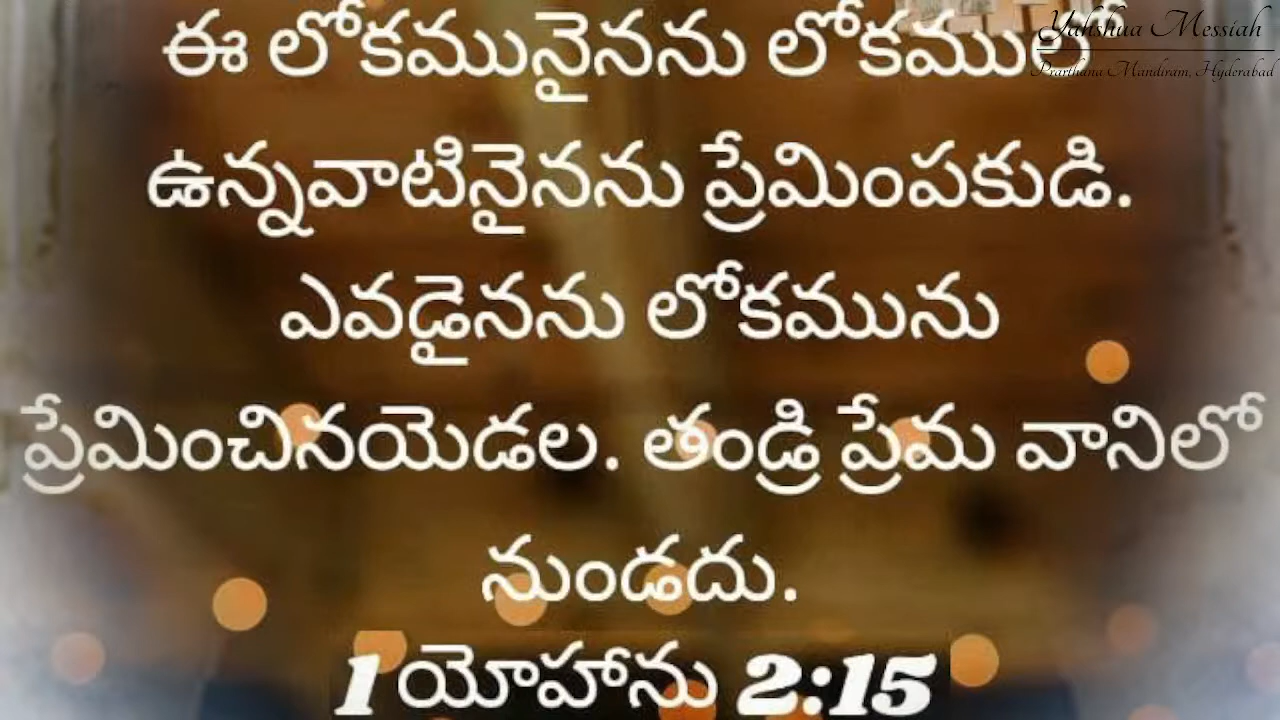 Yahshua Messiah
Prarthana Mandiram, Hyderabad
ఈ లోకమునైనను లోకములో
ఉన్నవాటినైనను ప్రేమింపకుడి.
ఎవడైనను లోకమును
ప్రేమించినయెడల. తండ్రి ప్రేమ వానిలో
నుండదు.
1 యోహాను 2:15